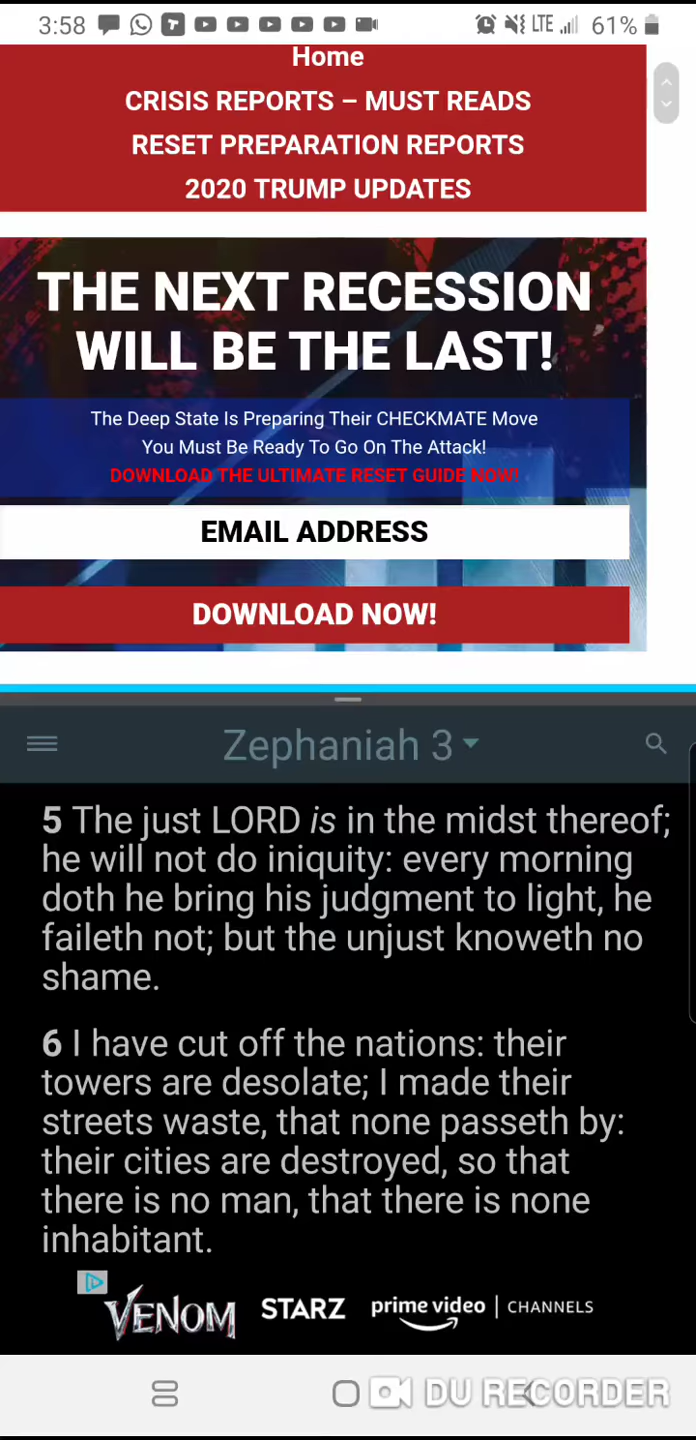 3:58
LTE 61%
Home
CRISIS REPORTS – MUST READS
RESET PREPARATION REPORTS
2020 TRUMP UPDATES
THE NEXT RECESSION
WILL BE THE LAST!
The Deep State Is Preparing Their CHECKMATE Move
You Must Be Ready To Go On The Attack!
DOWNLOAD THE ULTIMATE RESET GUIDE NOW!
EMAIL ADDRESS
DOWNLOAD NOW!
Zephaniah 3
5 The just LORD is in the midst thereof;
he will not do iniquity: every morning
doth he bring his judgment to light, he
faileth not; but the unjust knoweth no
shame.
6 I have cut off the nations: their
towers are desolate; I made their
streets waste, that none passeth by:
their cities are destroyed, so that
there is no man, that there is none
inhabitant.
VENOM STARZ prime video | CHANNELS
DU RECORDER